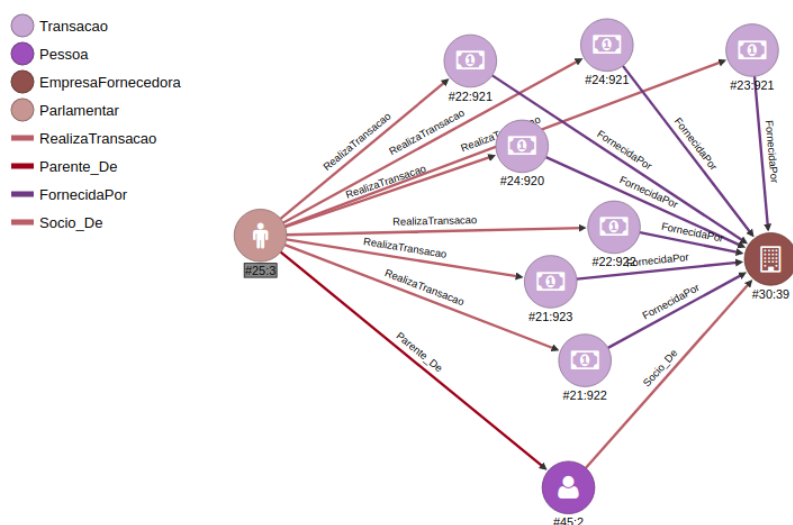 Transacao
Pessoa
EmpresaFornecedora
Parlamentar
RealizaTransacao
Parente_De
FornecidaPor
Socio_De
#22:921
#24:921
#23:921
#24:920
#22:922
#21:923
#21:922
#25:3
#30:39
#45:2
RealizaTransacao
RealizaTransacao
RealizaTransacao
RealizaTransacao
RealizaTransacao
RealizaTransacao
RealizaTransacao
FornecidaPor
FornecidaPor
FornecidaPor
FornecidaPor
FornecidaPor
FornecidaPor
FornecidaPor
Parente_De
Socio_De